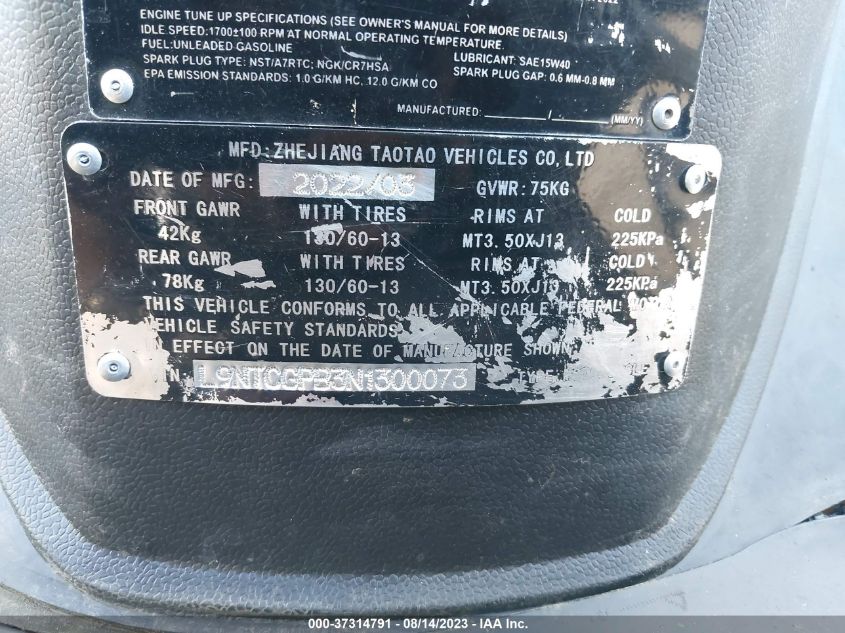 ENGINE TUNE UP SPECIFICATIONS (SEE OWNER'S MANUAL FOR MORE DETAILS)
IDLE SPEED:1700±100 RPM AT NORMAL OPERATING TEMPERATURE.
FUEL:UNLEADED GASOLINE LUBRICANT: SAE15W40
SPARK PLUG TYPE: NST/A7RTC; NGK/CR7HSA SPARK PLUG GAP: 0.6 MM-0.8 MM
EPA EMISSION STANDARDS: 1.0 G/KM HC, 12.0 G/KM CO
MANUFACTURED: / (MM/YY)
MFD:ZHEJIANG TAOTAO VEHICLES CO,LTD
DATE OF MFG: 2022/03 GVWR: 75KG
FRONT GAWR WITH TIRES RIMS AT COLD
42Kg 130/60-13 MT3.50XJ13 225KPa
REAR GAWR WITH TIRES RIMS AT COLD
78Kg 130/60-13 MT3.50XJ13 225KPa
THIS VEHICLE CONFORMS TO ALL APPLICABLE FEDERAL
VEHICLE SAFETY STANDARDS
EFFECT ON THE DATE OF MANUFACTURE SHOWN
L9NTCGPB3N1300073
000-37314791 - 08/14/2023 - IAA Inc.